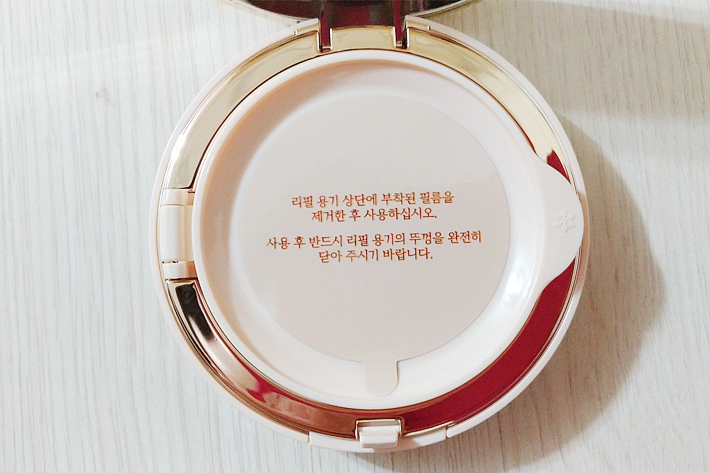 리필 용기 상단에 부착된 필름을
제거한 후 사용하십시오.
사용 후 반드시 리필 용기의 뚜껑을 완전히
닫아 주시기 바랍니다.